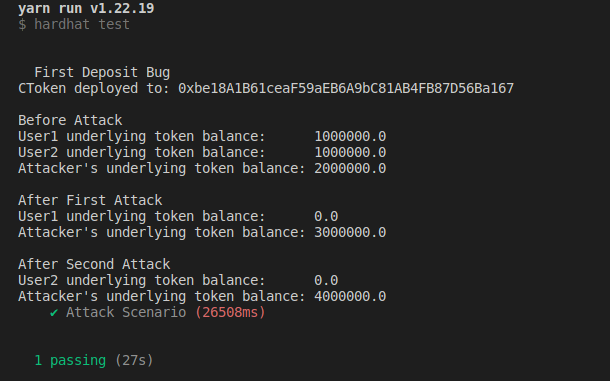 yarn run v1.22.19
$ hardhat test
First Deposit Bug
CToken deployed to: 0xbe18A1B61ceaF59aEB6A9bC81AB4FB87D56Ba167
Before Attack
User1 underlying token balance: 1000000.0
User2 underlying token balance: 1000000.0
Attacker's underlying token balance: 2000000.0
After First Attack
User1 underlying token balance: 0.0
Attacker's underlying token balance: 3000000.0
After Second Attack
User2 underlying token balance: 0.0
Attacker's underlying token balance: 4000000.0
✔ Attack Scenario (26508ms)
1 passing (27s)